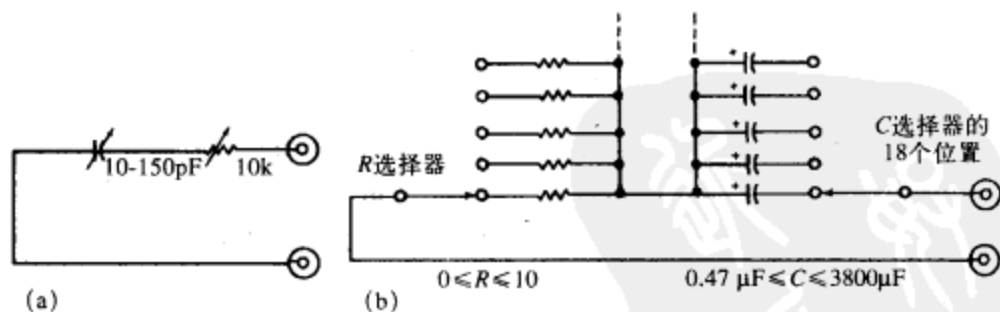 10-150pF
10k
(a)
R选择器
+
+
+
+
+
C选择器的
18个位置
0≤R≤10
0.47 μF≤C≤3800μF
(b)